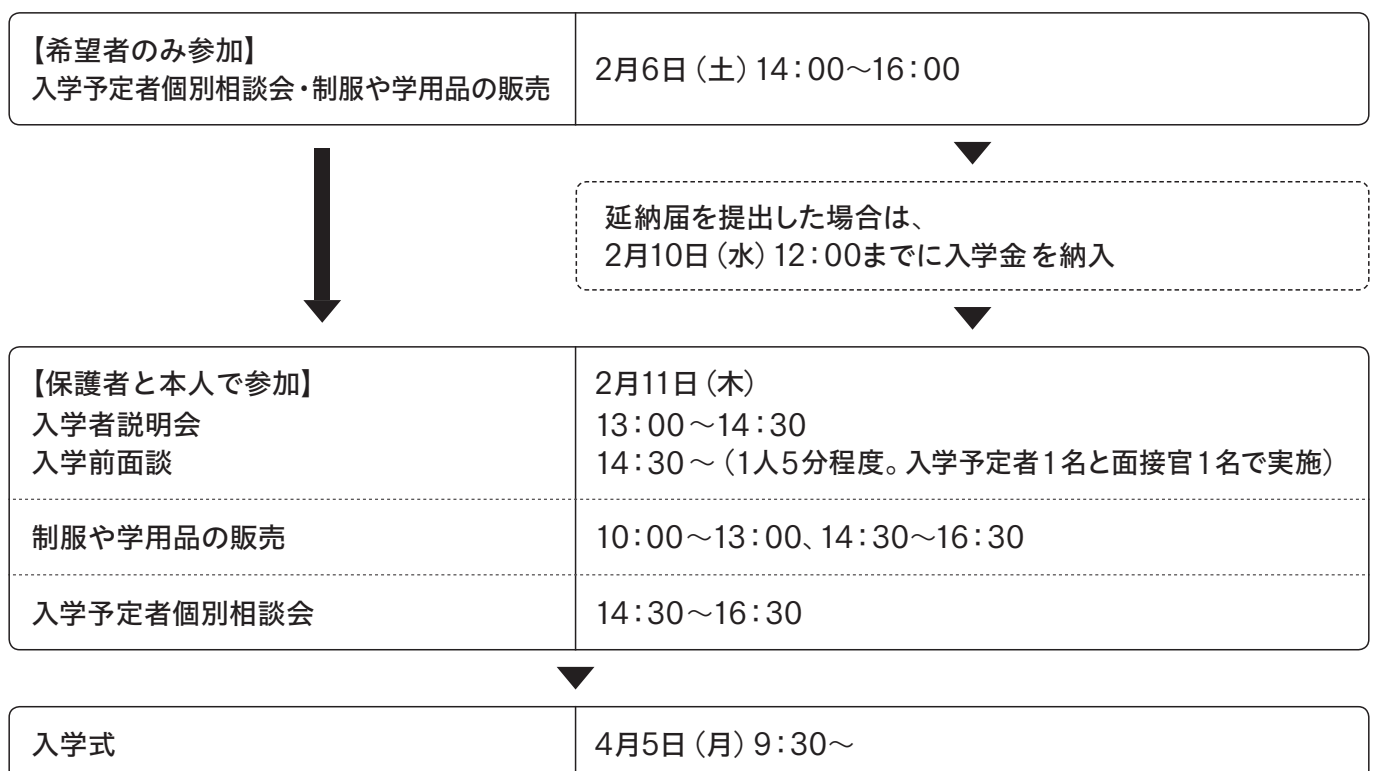 【希望者のみ参加】
入学予定者個別相談会・制服や学用品の販売
2月6日（土）14：00～16：00
延納届を提出した場合は、
2月10日（水）12：00までに入学金を納入
【保護者と本人で参加】
入学者説明会
入学前面談
2月11日（木）
13：00～14：30
14：30～（1人5分程度。入学予定者1名と面接官1名で実施）
制服や学用品の販売
10：00～13：00、14：30～16：30
入学予定者個別相談会
14：30～16：30
入学式
4月5日（月）9：30～